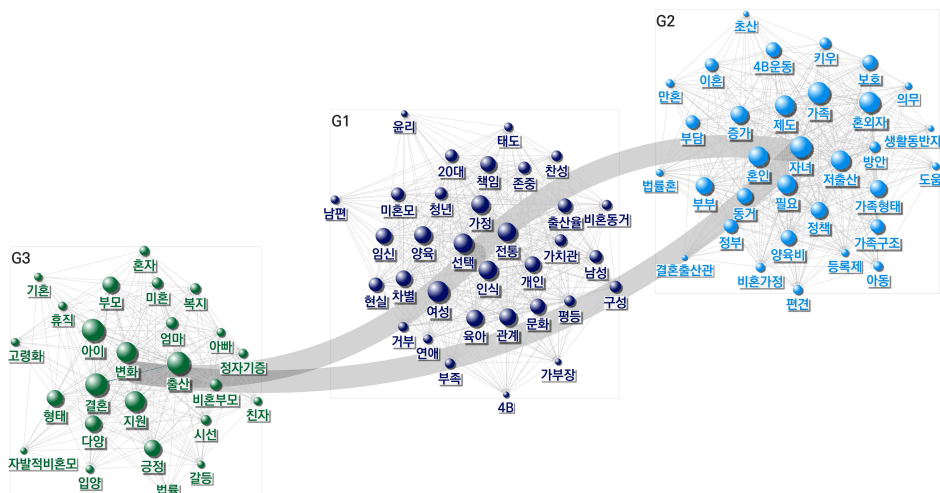 G1
윤리
태도
20대
책임
존중
찬성
남편
미혼모
청년
가정
출산율
비혼동거
임신
양육
선택
전통
가치관
남성
현실
차별
여성
인식
개인
구성
거부
연애
육아
관계
문화
평등
부족
가부장
4B
G2
초산
4B운동
키우
이혼
보호
만혼
가족
의무
부담
증가
제도
혼외자
생활동반자
혼인
자녀
저출산
방안
도움
법률혼
부부
동거
필요
가족형태
정부
정책
가족구조
양육비
결혼출산관
비혼가정
등록제
아동
편견
G3
혼자
기혼
부모
미혼
복지
휴직
고령화
아이
엄마
아빠
변화
출산
정자기증
결혼
비혼부모
형태
지원
친자
다양
시선
자발적비혼모
긍정
갈등
입양
법률